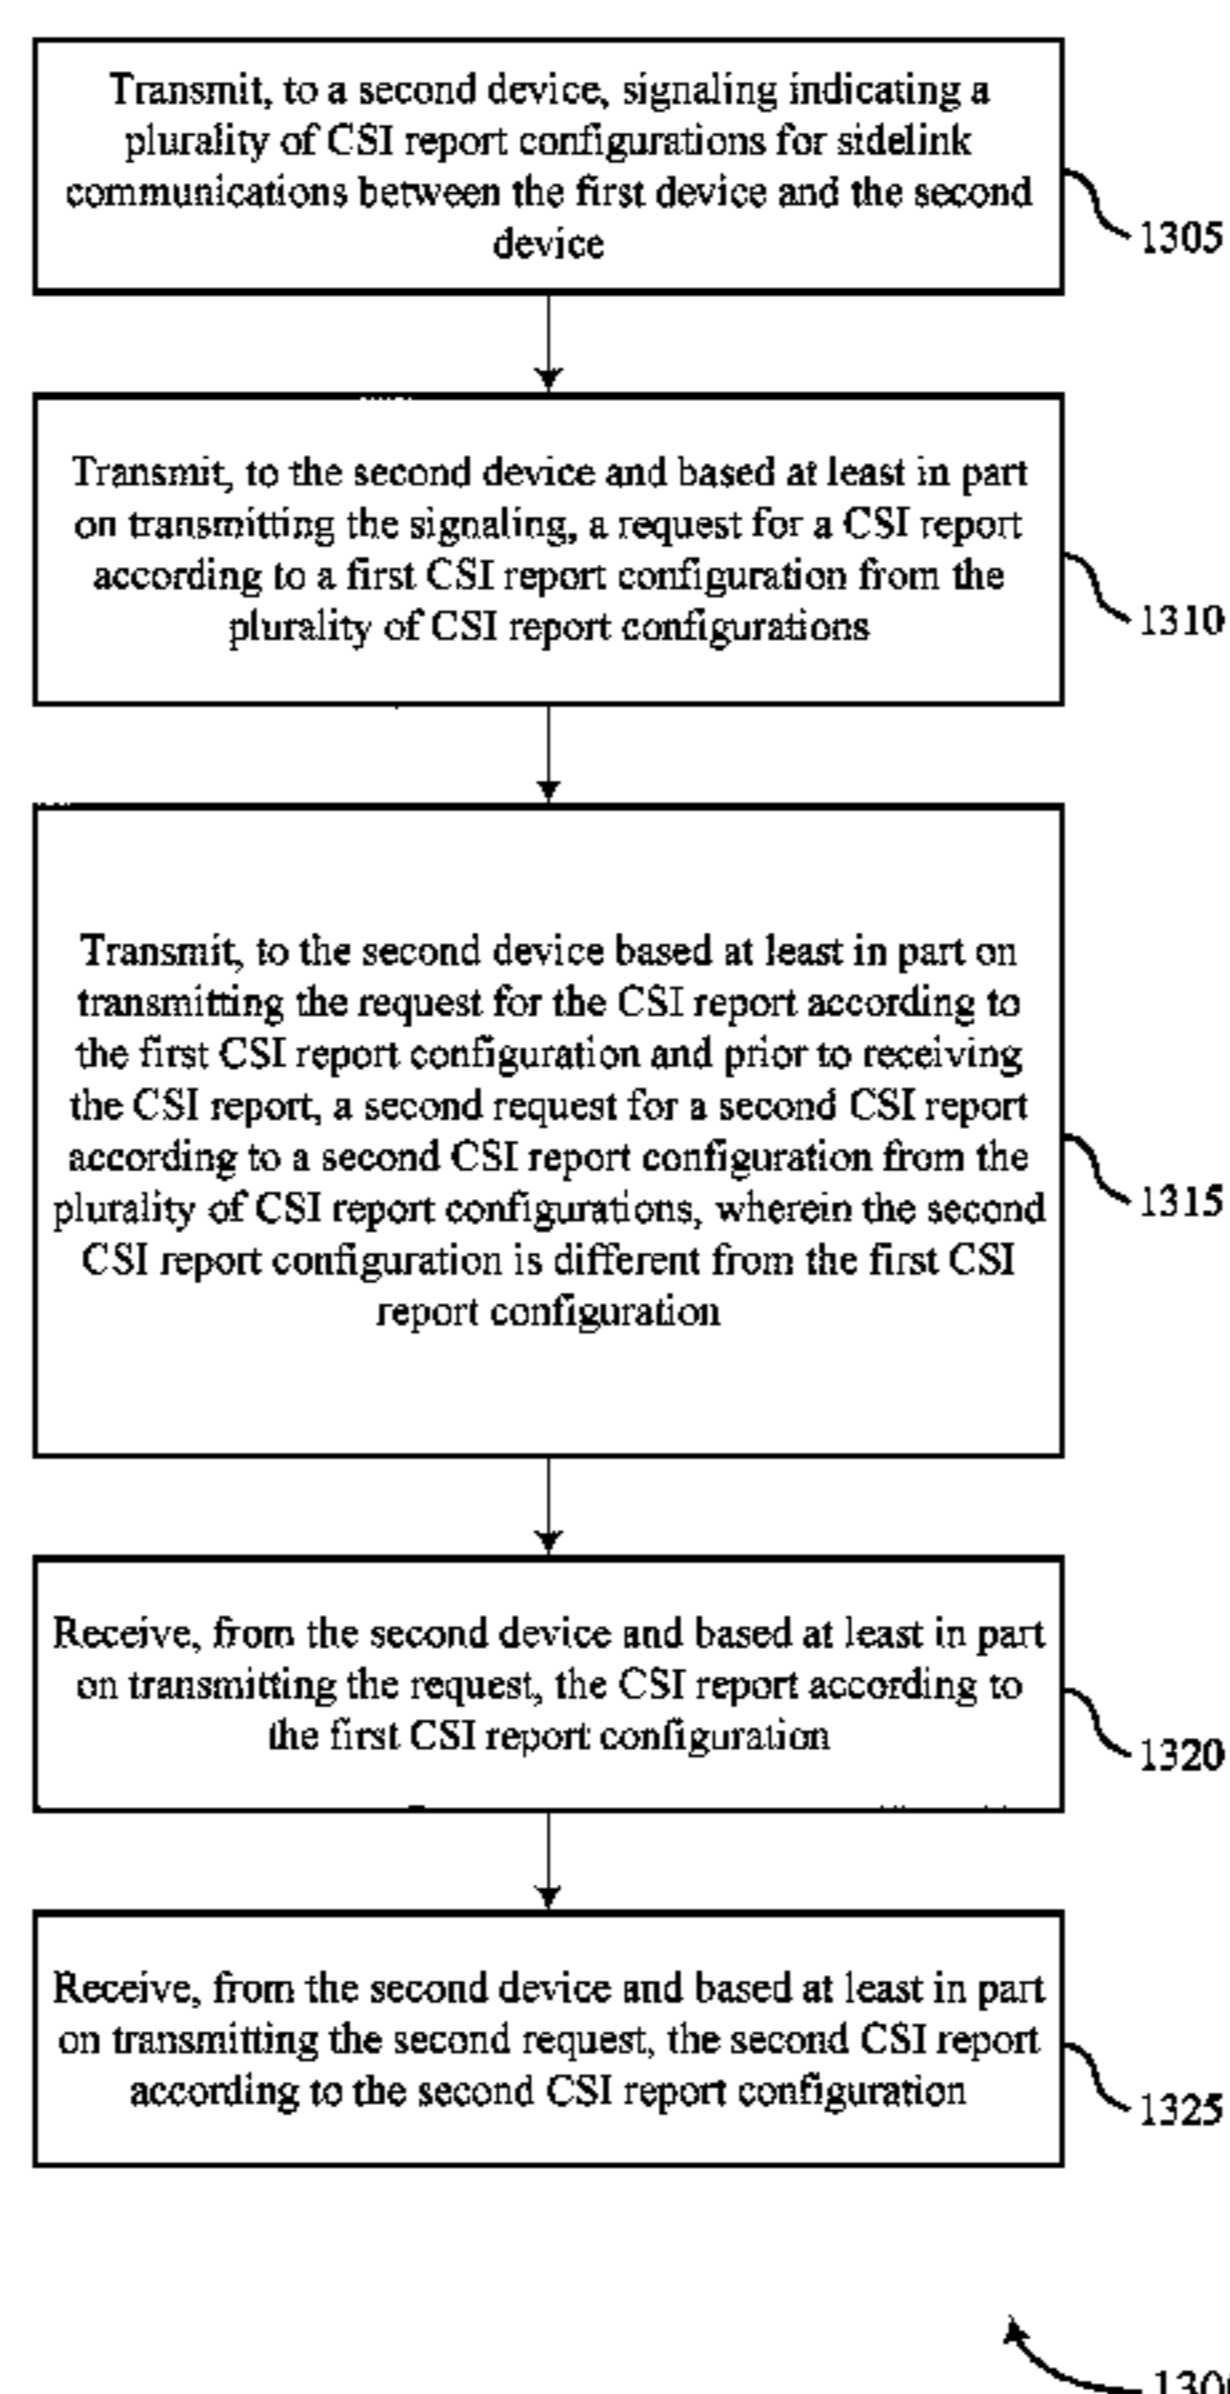 Transmit, to a second device, signaling indicating a
plurality of CSI report configurations for sidelink
communications between the first device and the second
device
1305
Transmit, to the second device and based at least in part
on transmitting the signaling, a request for a CSI report
according to a first CSI report configuration from the
plurality of CSI report configurations
1310
Transmit, to the second device based at least in part on
transmitting the request for the CSI report according to
the first CSI report configuration and prior to receiving
the CSI report, a second request for a second CSI report
according to a second CSI report configuration from the
plurality of CSI report configurations, wherein the second
CSI report configuration is different from the first CSI
report configuration
1315
Receive, from the second device and based at least in part
on transmitting the request, the CSI report according to
the first CSI report configuration
1320
Receive, from the second device and based at least in part
on transmitting the second request, the second CSI report
according to the second CSI report configuration
1325